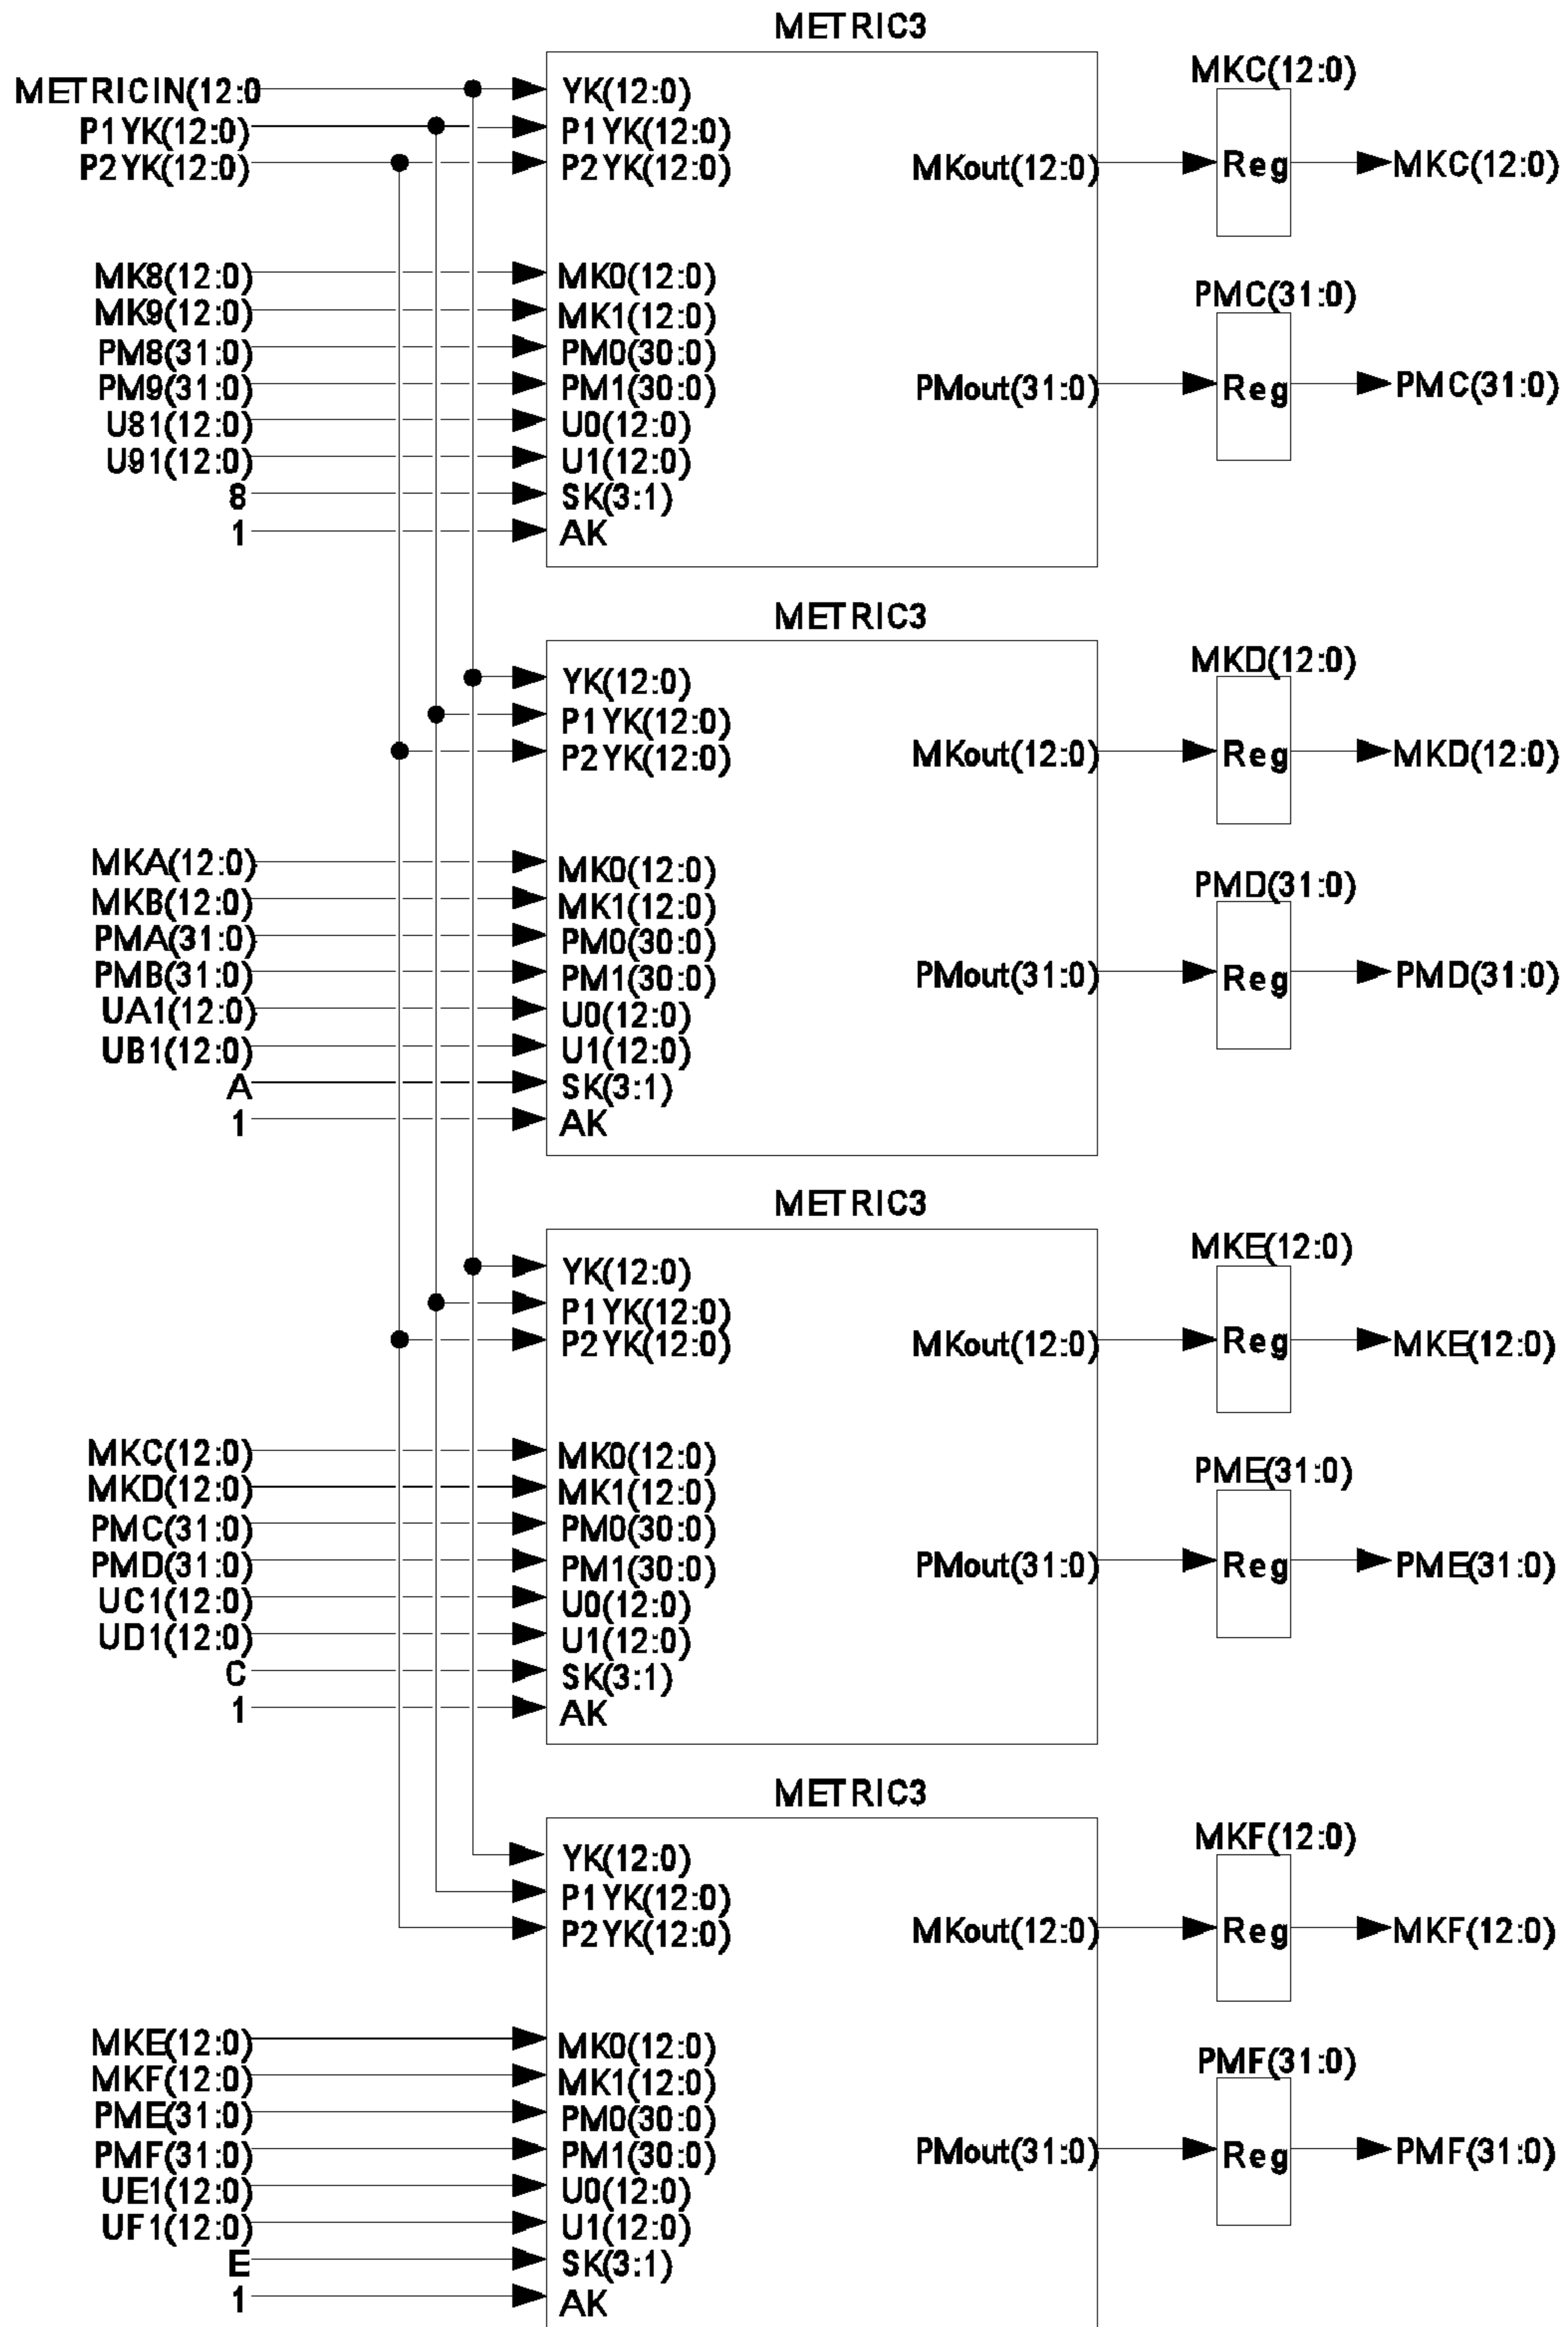 METRIC3
MKC(12:0)
METRICIN(12:0 YK(12:0)
P1YK(12:0) P1YK(12:0)
P2YK(12:0) P2YK(12:0) MKout(12:0) Reg MKC(12:0)
MK8(12:0) MK0(12:0)
PMC(31:0)
MK9(12:0) MK1(12:0)
PM8(31:0) PM0(30:0)
PM9(31:0) PM1(30:0) PMout(31:0) Reg PMC(31:0)
U81(12:0) U0(12:0)
U91(12:0) U1(12:0)
8 SK(3:1)
1 AK
METRIC3
MKD(12:0)
YK(12:0)
P1YK(12:0)
P2YK(12:0) MKout(12:0) Reg MKD(12:0)
MKA(12:0) MK0(12:0)
PMD(31:0)
MKB(12:0) MK1(12:0)
PMA(31:0) PM0(30:0)
PMB(31:0) PM1(30:0) PMout(31:0) Reg PMD(31:0)
UA1(12:0) U0(12:0)
UB1(12:0) U1(12:0)
A SK(3:1)
1 AK
METRIC3
MKE(12:0)
YK(12:0)
P1YK(12:0)
P2YK(12:0) MKout(12:0) Reg MKE(12:0)
MKC(12:0) MK0(12:0)
PME(31:0)
MKD(12:0) MK1(12:0)
PMC(31:0) PM0(30:0)
PMD(31:0) PM1(30:0) PMout(31:0) Reg PME(31:0)
UC1(12:0) U0(12:0)
UD1(12:0) U1(12:0)
C SK(3:1)
1 AK
METRIC3
MKF(12:0)
YK(12:0)
P1YK(12:0)
P2YK(12:0) MKout(12:0) Reg MKF(12:0)
MKE(12:0) MK0(12:0)
PMF(31:0)
MKF(12:0) MK1(12:0)
PME(31:0) PM0(30:0)
PMF(31:0) PM1(30:0) PMout(31:0) Reg PMF(31:0)
UE1(12:0) U0(12:0)
UF1(12:0) U1(12:0)
E SK(3:1)
1 AK